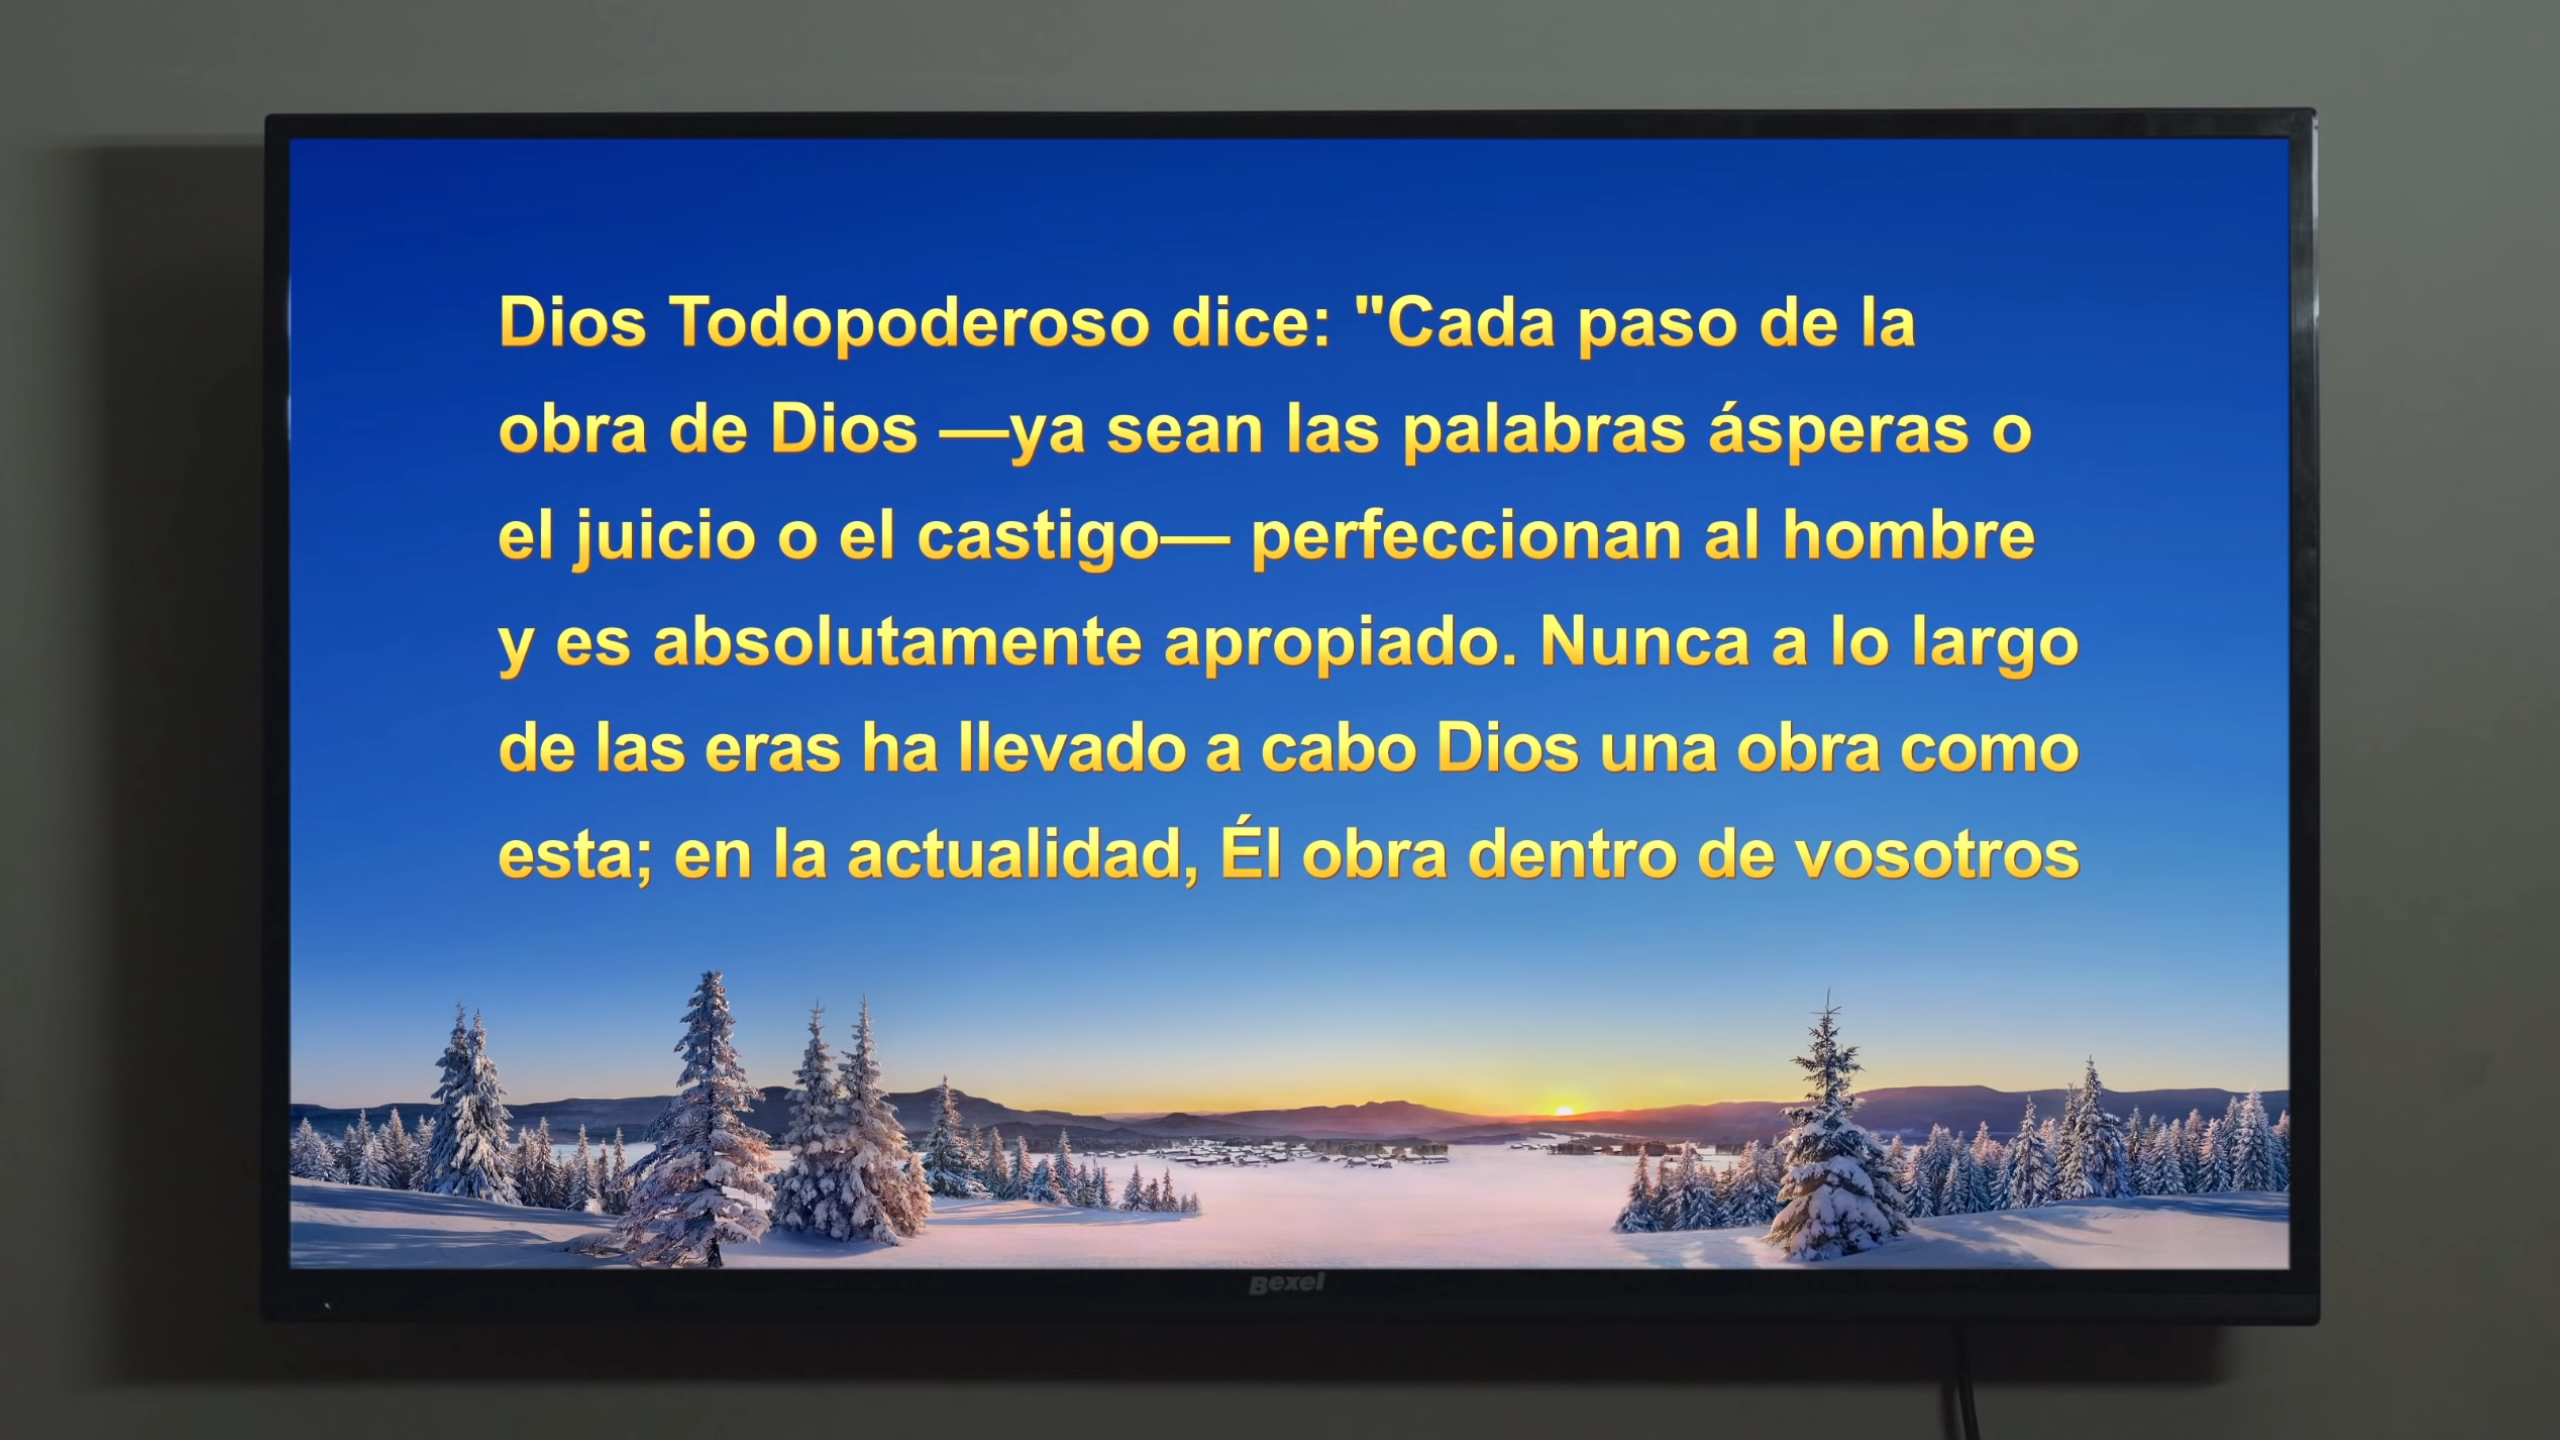 Dios Todopoderoso dice: "Cada paso de la
obra de Dios —ya sean las palabras ásperas o
el juicio o el castigo— perfeccionan al hombre
y es absolutamente apropiado. Nunca a lo largo
de las eras ha llevado a cabo Dios una obra como
esta; en la actualidad, Él obra dentro de vosotros
Bexel